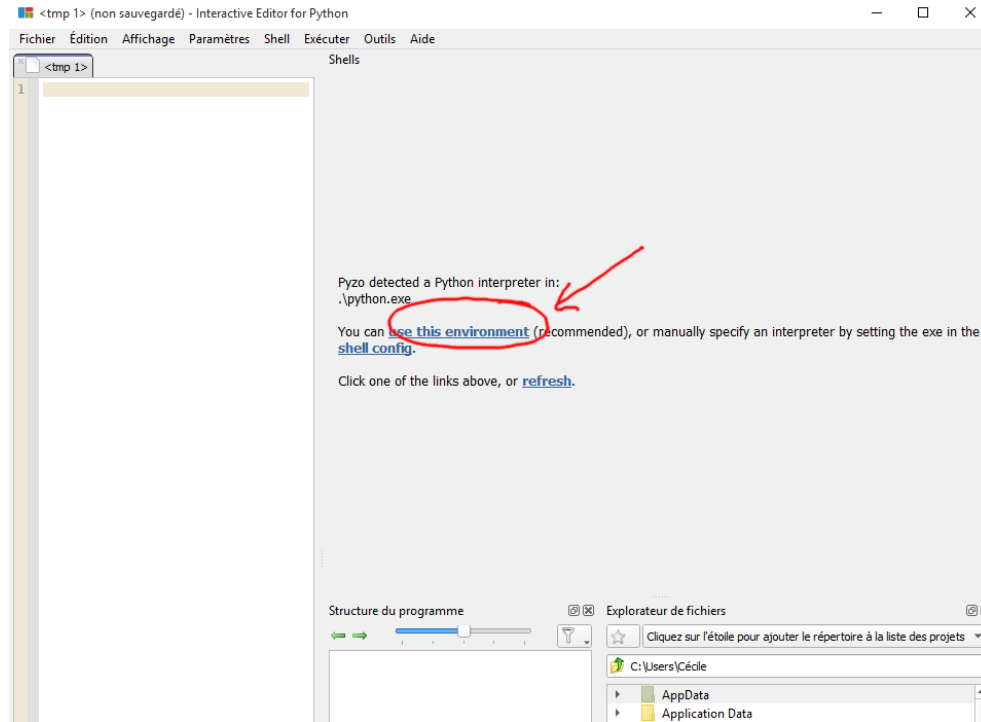 <tmp 1> (non sauvegardé) - Interactive Editor for Python
Fichier Édition Affichage Paramètres Shell Exécuter Outils Aide
<tmp 1>
Shells
1
Pyzo detected a Python interpreter in:
.\python.exe
You can use this environment (recommended), or manually specify an interpreter by setting the exe in the
shell config.
Click one of the links above, or refresh.
Structure du programme
Explorateur de fichiers
Cliquez sur l'étoile pour ajouter le répertoire à la liste des projets
C:\Users\Cécile
AppData
Application Data